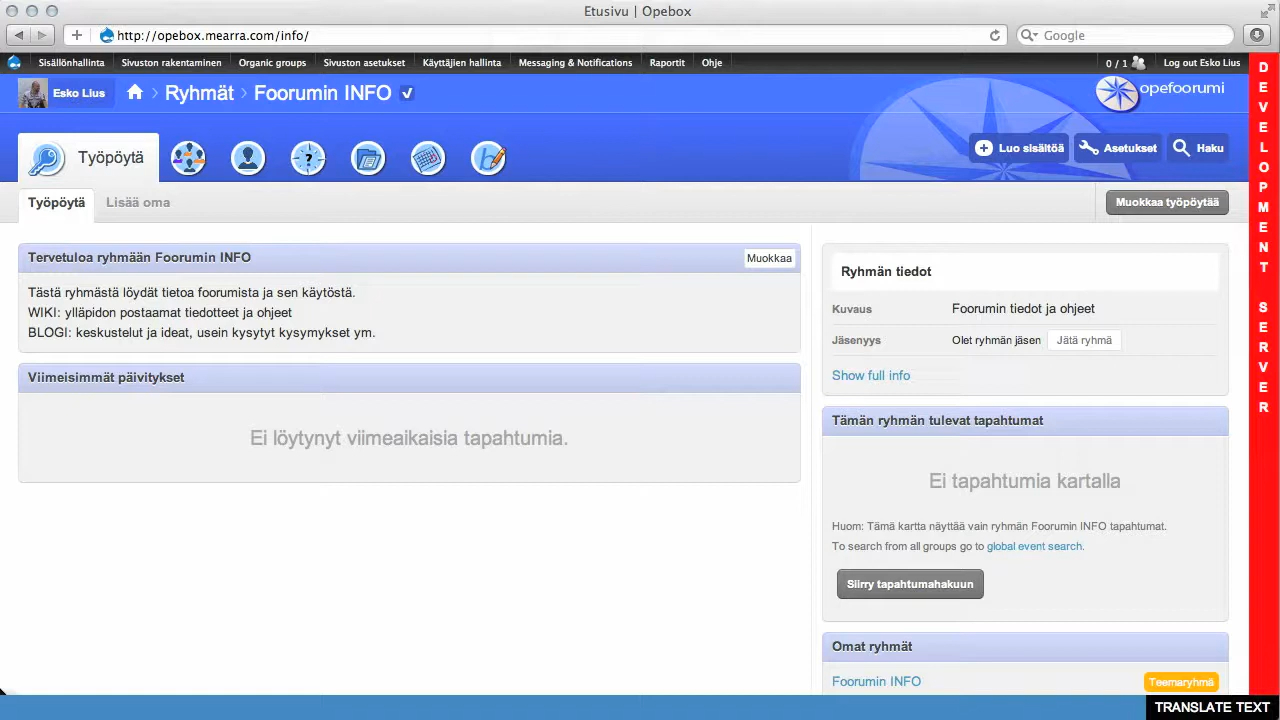 Etusivu | Opebox
http://opebox.mearra.com/info/
Google
Sisällönhallinta Sivuston rakentaminen Organic groups Sivuston asetukset Käyttäjien hallinta Messaging & Notifications Raportit Ohje 0 / 1 Log out Esko Lius
Esko Lius Ryhmät Foorumin INFO
opefoorumi
Työpöytä
Luo sisältöä Asetukset Haku
Työpöytä Lisää oma
Muokkaa työpöytää
Tervetuloa ryhmään Foorumin INFO
Muokkaa
Tästä ryhmästä löydät tietoa foorumista ja sen käytöstä.
WIKI: ylläpidon postaamat tiedotteet ja ohjeet
BLOGI: keskustelut ja ideat, usein kysytyt kysymykset ym.
Viimeisimmät päivitykset
Ei löytynyt viimeaikaisia tapahtumia.
Ryhmän tiedot
Kuvaus Foorumin tiedot ja ohjeet
Jäsenyys Olet ryhmän jäsen Jätä ryhmä
Show full info
Tämän ryhmän tulevat tapahtumat
Ei tapahtumia kartalla
Huom: Tämä kartta näyttää vain ryhmän Foorumin INFO tapahtumat.
To search from all groups go to global event search.
Siirry tapahtumahakuun
Omat ryhmät
Foorumin INFO Teemaryhmä
DEVELOPMENT SERVER
TRANSLATE TEXT